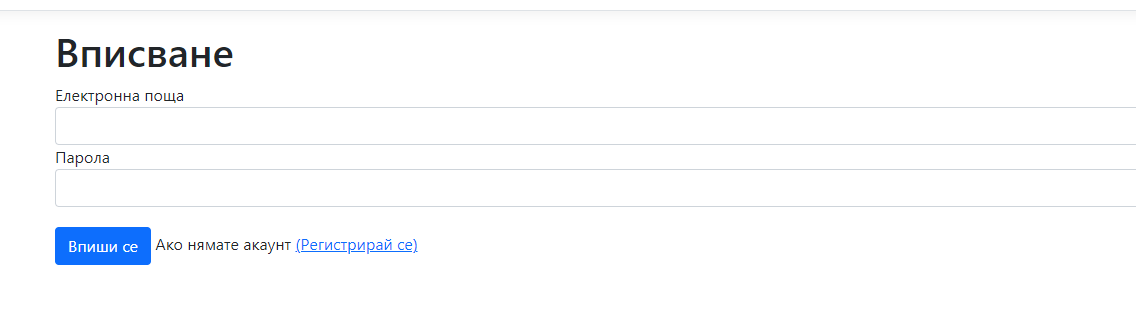 Вписване
Електронна поща
Парола
Впиши се Ако нямате акаунт (Регистрирай се)